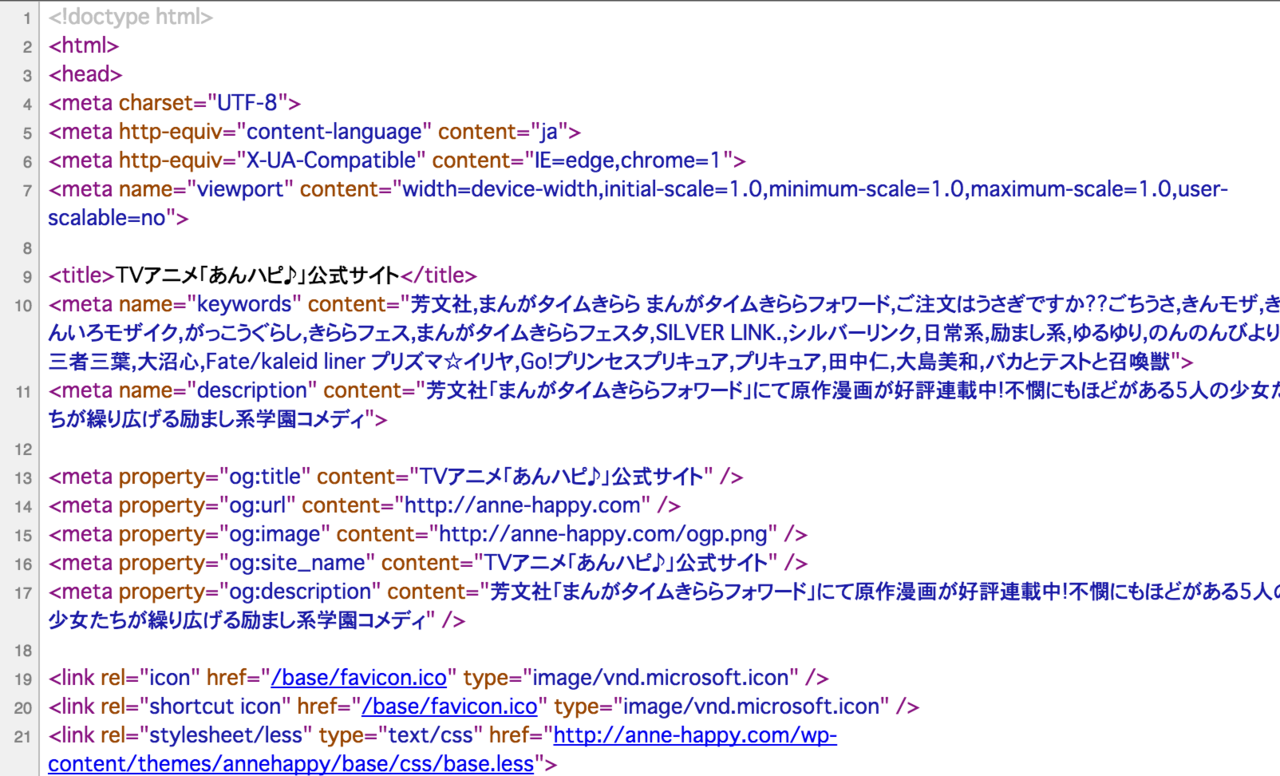 1 <!doctype html>
2 <html>
3 <head>
4 <meta charset="UTF-8">
5 <meta http-equiv="content-language" content="ja">
6 <meta http-equiv="X-UA-Compatible" content="IE=edge,chrome=1">
7 <meta name="viewport" content="width=device-width,initial-scale=1.0,minimum-scale=1.0,maximum-scale=1.0,user-
scalable=no">
8
9 <title>TVアニメ「あんハピ♪」公式サイト</title>
10 <meta name="keywords" content="芳文社,まんがタイムきらら まんがタイムきららフォワード,ご注文はうさぎですか??ごちうさ,きんモザ,き
んいろモザイク,がっこうぐらし,きららフェス,まんがタイムきららフェスタ,SILVER LINK.,シルバーリンク,日常系,励まし系,ゆるゆり,のんのんびより
三者三葉,大沼心,Fate/kaleid liner プリズマ☆イリヤ,Go!プリンセスプリキュア,プリキュア,田中仁,大島美和,バカとテストと召喚獣">
11 <meta name="description" content="芳文社「まんがタイムきららフォワード」にて原作漫画が好評連載中!不憫にもほどがある5人の少女た
ちが繰り広げる励まし系学園コメディ">
12
13 <meta property="og:title" content="TVアニメ「あんハピ♪」公式サイト" />
14 <meta property="og:url" content="http://anne-happy.com" />
15 <meta property="og:image" content="http://anne-happy.com/ogp.png" />
16 <meta property="og:site_name" content="TVアニメ「あんハピ♪」公式サイト" />
17 <meta property="og:description" content="芳文社「まんがタイムきららフォワード」にて原作漫画が好評連載中!不憫にもほどがある5人の
少女たちが繰り広げる励まし系学園コメディ" />
18
19 <link rel="icon" href="/base/favicon.ico" type="image/vnd.microsoft.icon" />
20 <link rel="shortcut icon" href="/base/favicon.ico" type="image/vnd.microsoft.icon" />
21 <link rel="stylesheet/less" type="text/css" href="http://anne-happy.com/wp-
content/themes/annehappy/base/css/base.less">